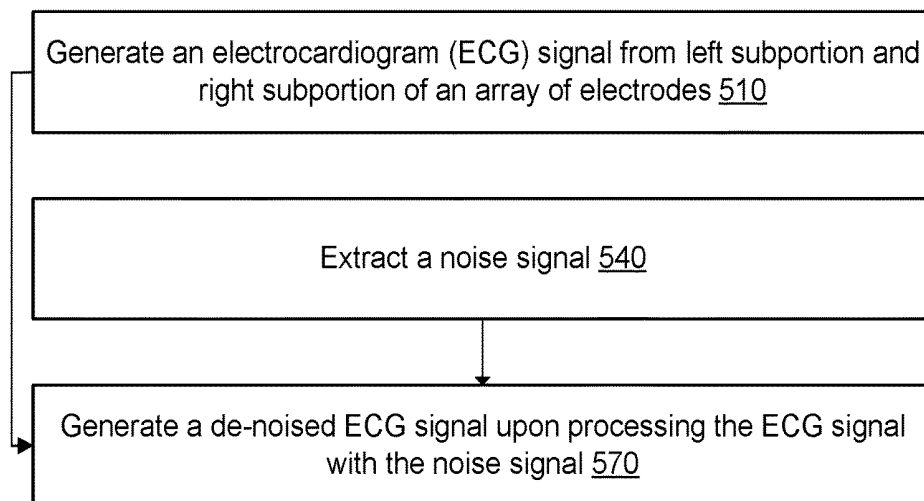 Generate an electrocardiogram (ECG) signal from left subportion and
right subportion of an array of electrodes 510
Extract a noise signal 540
Generate a de-noised ECG signal upon processing the ECG signal
with the noise signal 570